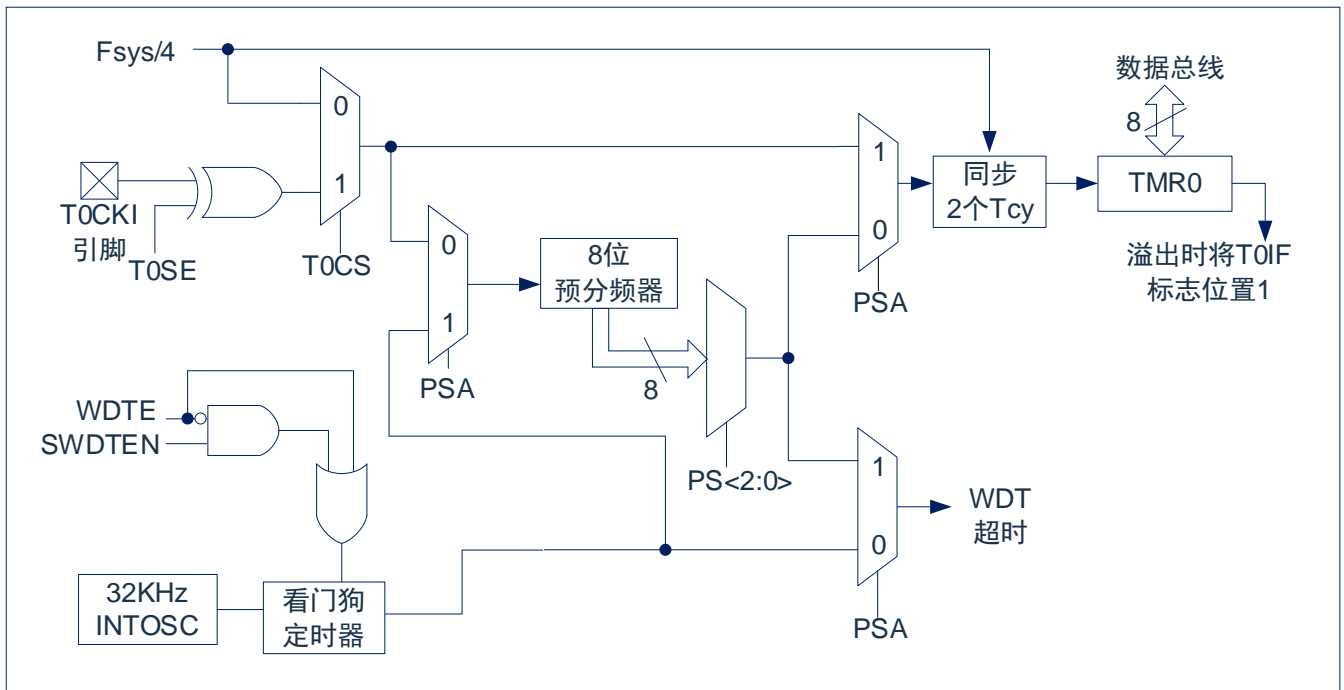 Fsys/4
数据总线
8
0
1
T0CKI
引脚
T0SE
T0CS
1
0
PSA
同步
2个Tcy
TMR0
溢出时将T0IF
标志位置1
0
1
PSA
8位
预分频器
8
PS<2:0>
WDTE
SWDTEN
1
0
PSA
WDT
超时
32KHz
INTOSC
看门狗
定时器